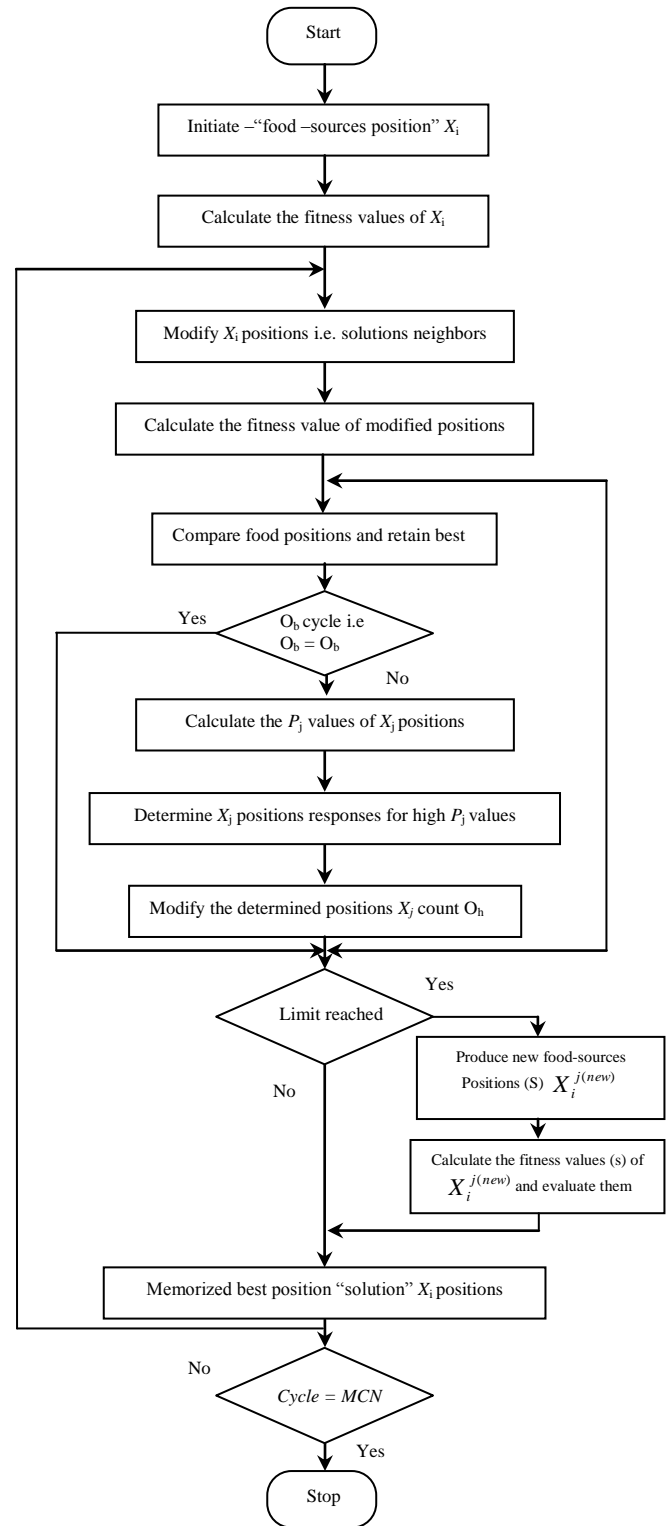 Start
Initiate –“food –sources position” Xi
Calculate the fitness values of Xi
Modify Xi positions i.e. solutions neighbors
Calculate the fitness value of modified positions
Compare food positions and retain best
Yes
Ob cycle i.e
Ob = Ob
No
Calculate the Pj values of Xj positions
Determine Xj positions responses for high Pj values
Modify the determined positions Xj count Oh
Yes
Limit reached
No
Produce new food-sources
Positions (S) Xi j(new)
Calculate the fitness values (s) of
Xi j(new) and evaluate them
Memorized best position “solution” Xi positions
No
Cycle = MCN
Yes
Stop